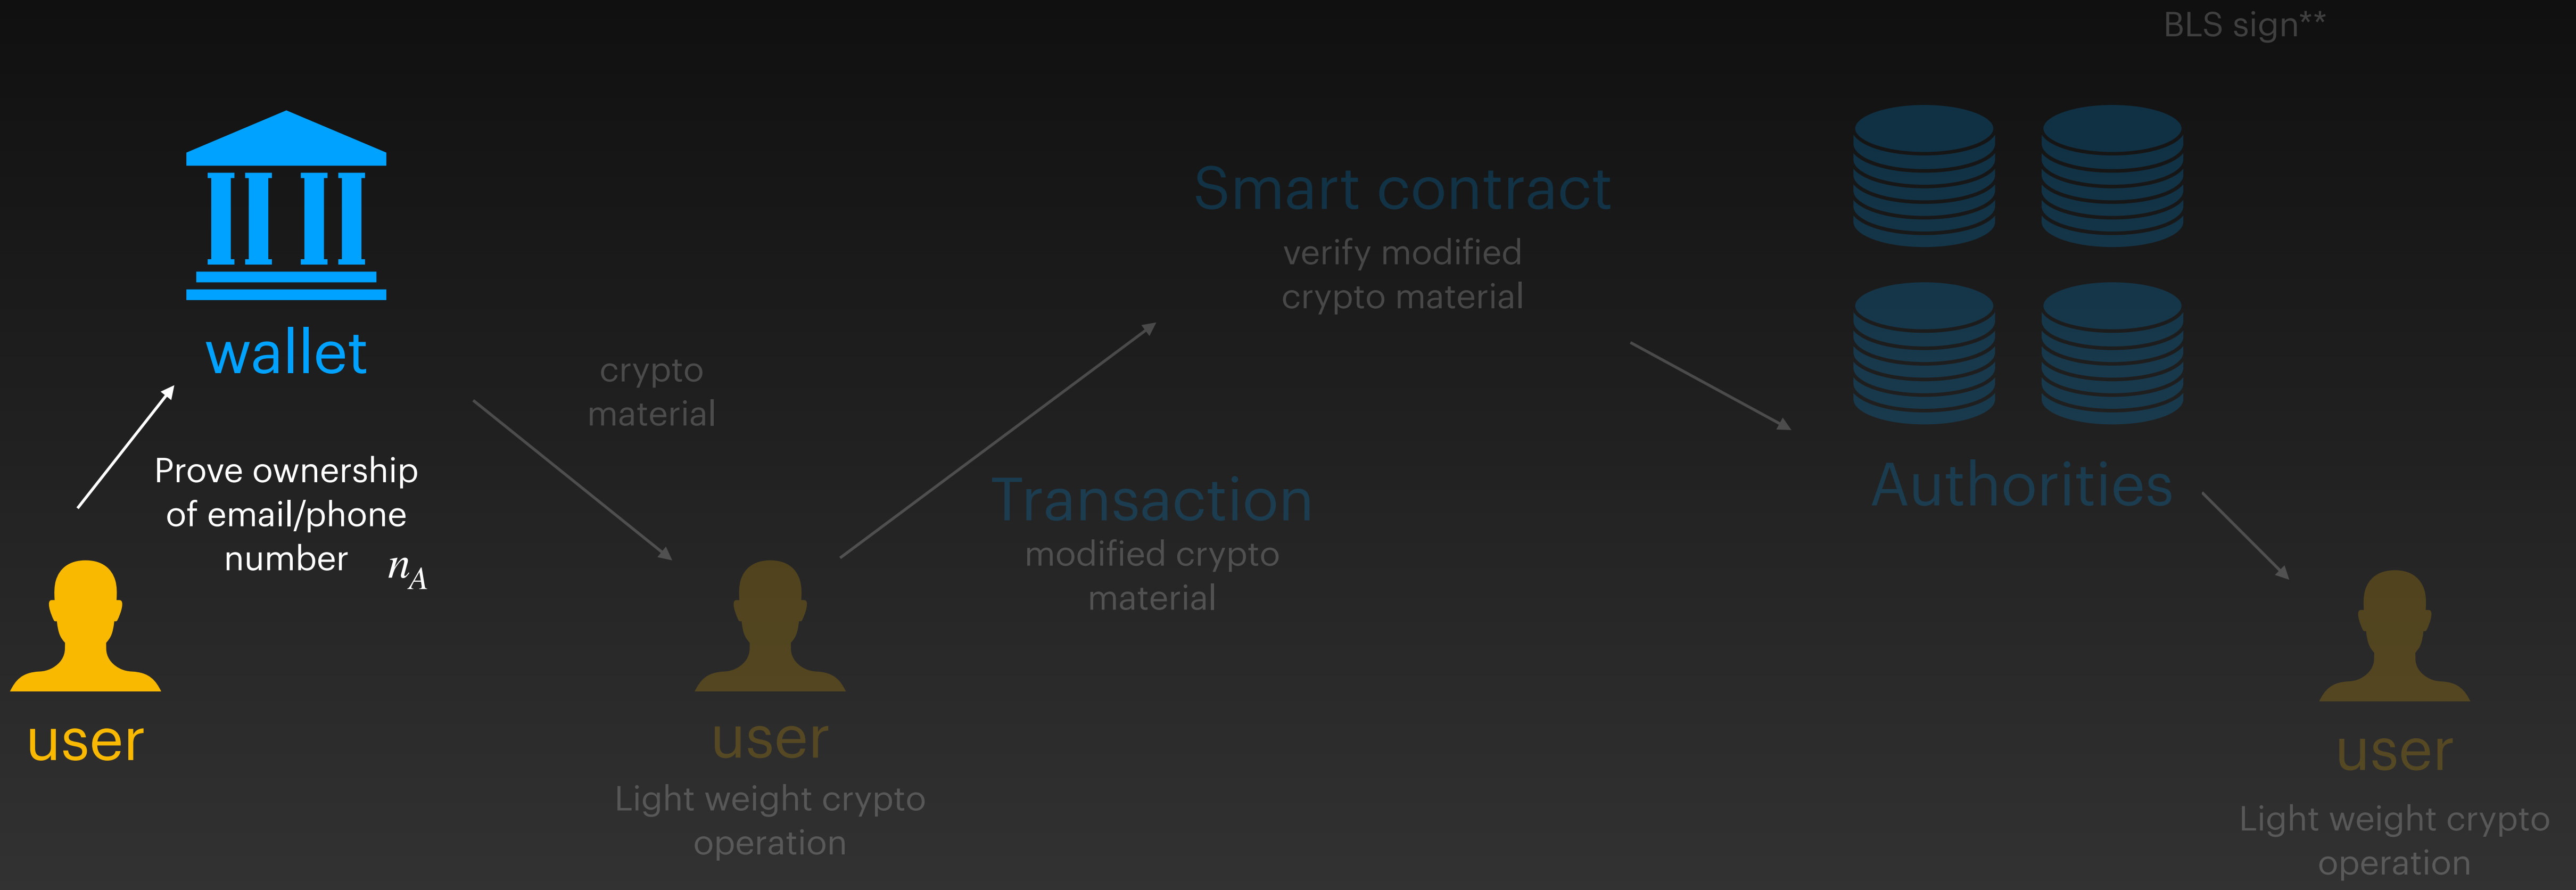 BLS sign**
wallet
Prove ownership
of email/phone
number n_A
user
crypto
material
user
Light weight crypto
operation
Smart contract
verify modified
crypto material
Transaction
modified crypto
material
Authorities
user
Light weight crypto
operation